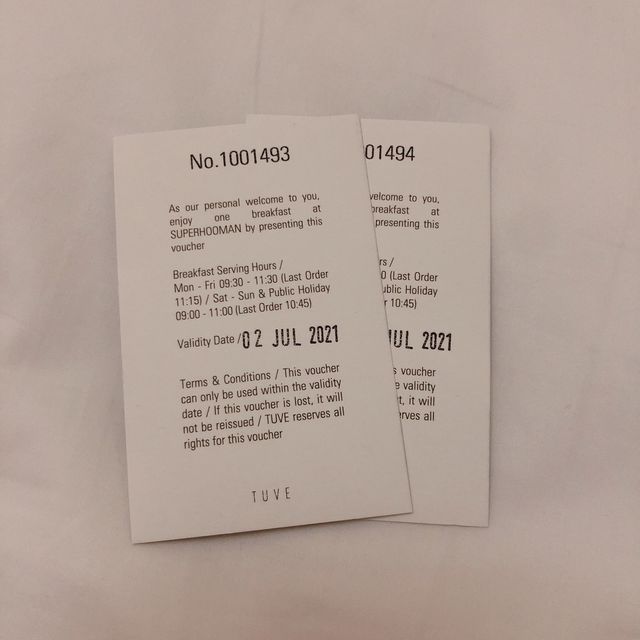 No.1001493
As our personal welcome to you,
enjoy one breakfast at
SUPERHOOMAN by presenting this
voucher
Breakfast Serving Hours /
Mon - Fri 09:30 - 11:30 (Last Order
11:15) / Sat - Sun & Public Holiday
09:00 - 11:00 (Last Order 10:45)
Validity Date / 02 JUL 2021
Terms & Conditions / This voucher
can only be used within the validity
date / If this voucher is lost, it will
not be reissued / TUVE reserves all
rights for this voucher
TUVE
01494
welcome to you,
breakfast at
presenting this
rs /
0 (Last Order
ublic Holiday
er 10:45)
JUL 2021
s voucher
e validity
t, it will
erves all